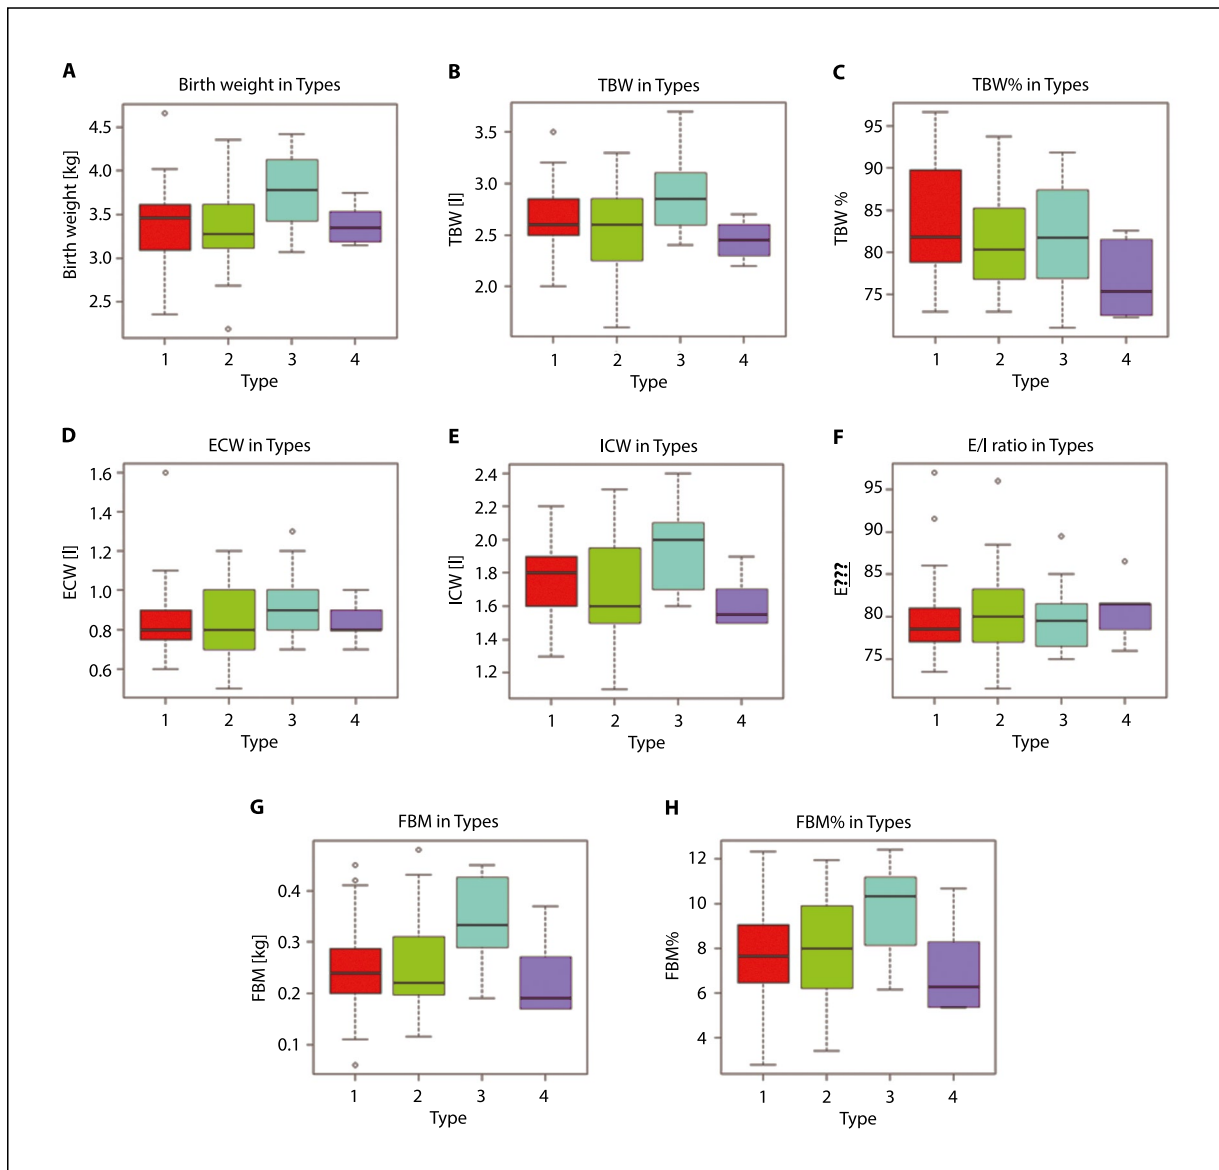 A
Birth weight in Types
Birth weight [kg]
4.5
4.0
3.5
3.0
2.5
1 2 3 4
Type
B
TBW in Types
TBW [l]
3.5
3.0
2.5
2.0
1 2 3 4
Type
C
TBW% in Types
TBW %
95
90
85
80
75
1 2 3 4
Type
D
ECW in Types
ECW [l]
1.6
1.4
1.2
1.0
0.8
0.6
1 2 3 4
Type
E
ICW in Types
ICW [l]
2.4
2.2
2.0
1.8
1.6
1.4
1.2
1 2 3 4
Type
F
E/I ratio in Types
E???
95
90
85
80
75
1 2 3 4
Type
G
FBM in Types
FBM [kg]
0.4
0.3
0.2
0.1
1 2 3 4
Type
H
FBM% in Types
FBM%
12
10
8
6
4
1 2 3 4
Type